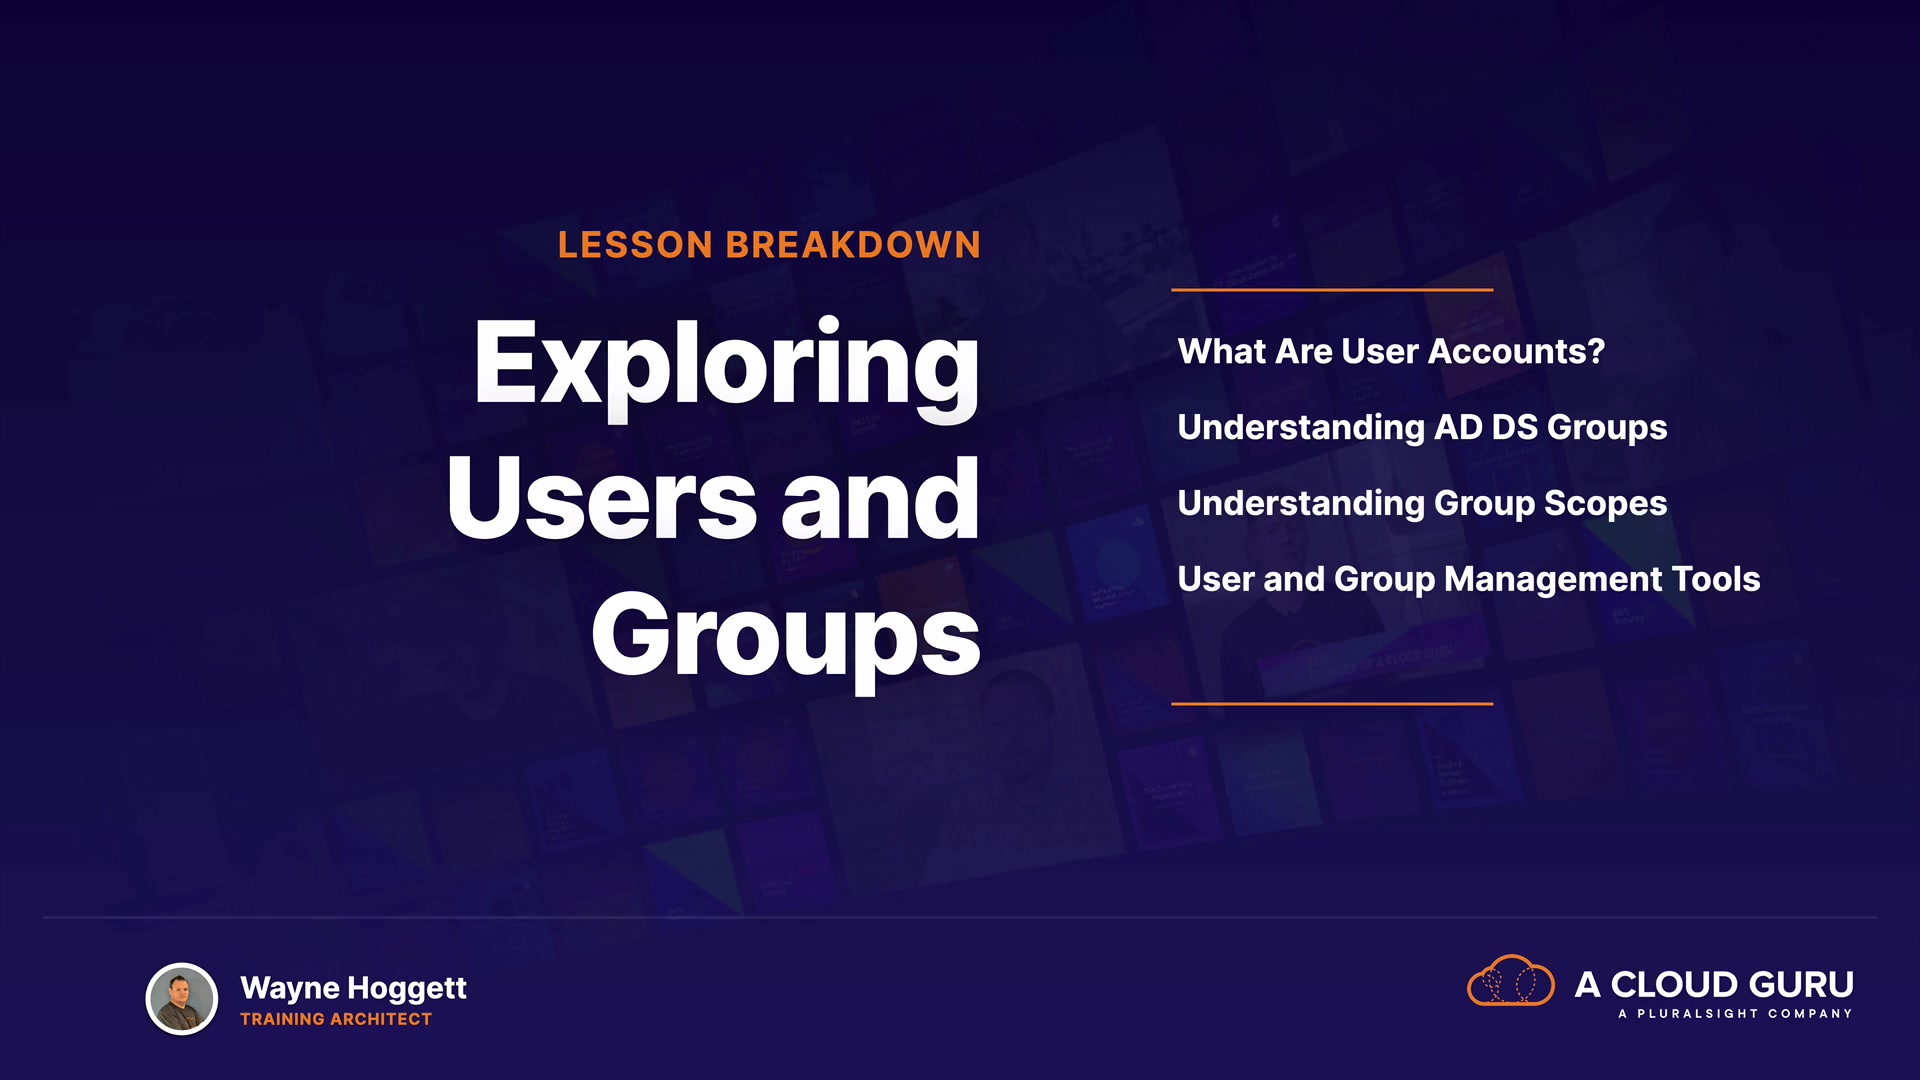 LESSON BREAKDOWN
Exploring
Users and
Groups
What Are User Accounts?
Understanding AD DS Groups
Understanding Group Scopes
User and Group Management Tools
Wayne Hoggett
TRAINING ARCHITECT
A CLOUD GURU
A PLURALSIGHT COMPANY